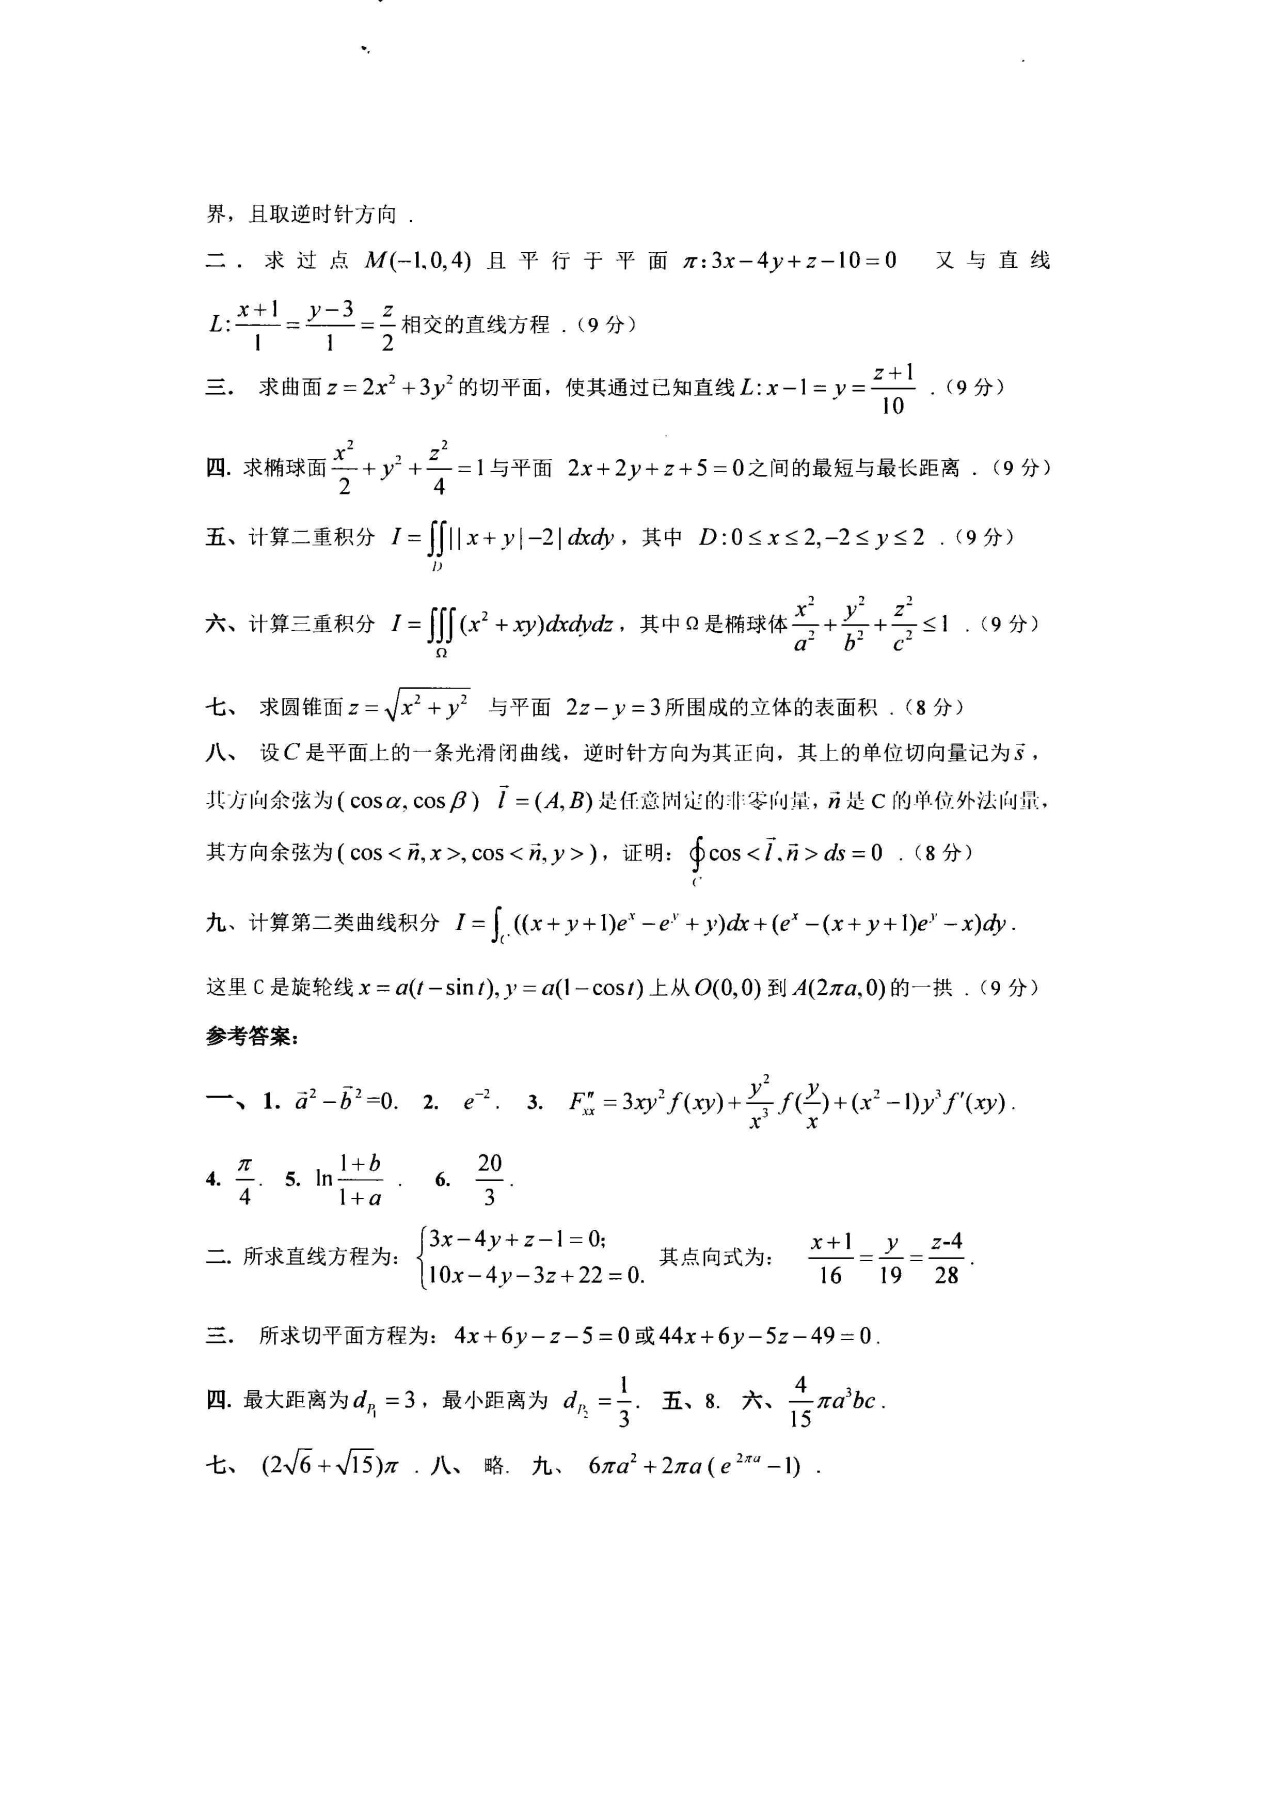 界，且取逆时针方向．
二．求过点 M(−1,0,4) 且平行于平面 π:3x−4y+z−10=0 又与直线
L: (x+1)/1 = (y−3)/1 = z/2 相交的直线方程．（9 分）
三． 求曲面 z=2x²+3y² 的切平面，使其通过已知直线 L: x−1=y=(z+1)/10 ．（9 分）
四. 求椭球面 x²/2+y²+z²/4=1 与平面 2x+2y+z+5=0 之间的最短与最长距离．（9 分）
五、计算二重积分 I=∬_D ||x+y|−2|dxdy，其中 D:0≤x≤2,−2≤y≤2 ．（9 分）
六、计算三重积分 I=∭_Ω (x²+xy)dxdydz，其中 Ω 是椭球体 x²/a²+y²/b²+z²/c²≤1 ．（9 分）
七、 求圆锥面 z=√(x²+y²) 与平面 2z−y=3 所围成的立体的表面积．（8 分）
八、 设 C 是平面上的一条光滑闭曲线，逆时针方向为其正向，其上的单位切向量记为 s⃗，
其方向余弦为( cosα, cosβ ) l⃗=(A,B) 是任意固定的非零向量，n⃗ 是 C 的单位外法向量，
其方向余弦为( cos<n⃗,x>,cos<n⃗,y>)，证明：∮_C cos<l⃗,n⃗>ds=0 ．（8 分）
九、计算第二类曲线积分 I=∫_C ((x+y+1)e^x−e^y+y)dx+(e^x−(x+y+1)e^y−x)dy．
这里 C 是旋轮线 x=a(t−sin t), y=a(1−cos t) 上从 O(0,0) 到 A(2πa,0) 的一拱．（9 分）
参考答案：
一、1. a⃗²−b⃗²=0. 2. e^(−2). 3. F″_xx=3xy²f(xy)+(y²/x³)f(y/x)+(x²−1)y³f′(xy).
4. π/4. 5. ln (1+b)/(1+a) . 6. 20/3.
二. 所求直线方程为：{3x−4y+z−1=0; 10x−4y−3z+22=0. 其点向式为： (x+1)/16=y/19=(z-4)/28.
三． 所求切平面方程为：4x+6y−z−5=0 或 44x+6y−5z−49=0.
四. 最大距离为 d_P₁=3，最小距离为 d_P₂=1/3. 五、8. 六、(4/15)πa³bc.
七、 (2√6+√15)π ．八、 略. 九、 6πa²+2πa(e^(2πa)−1) ．